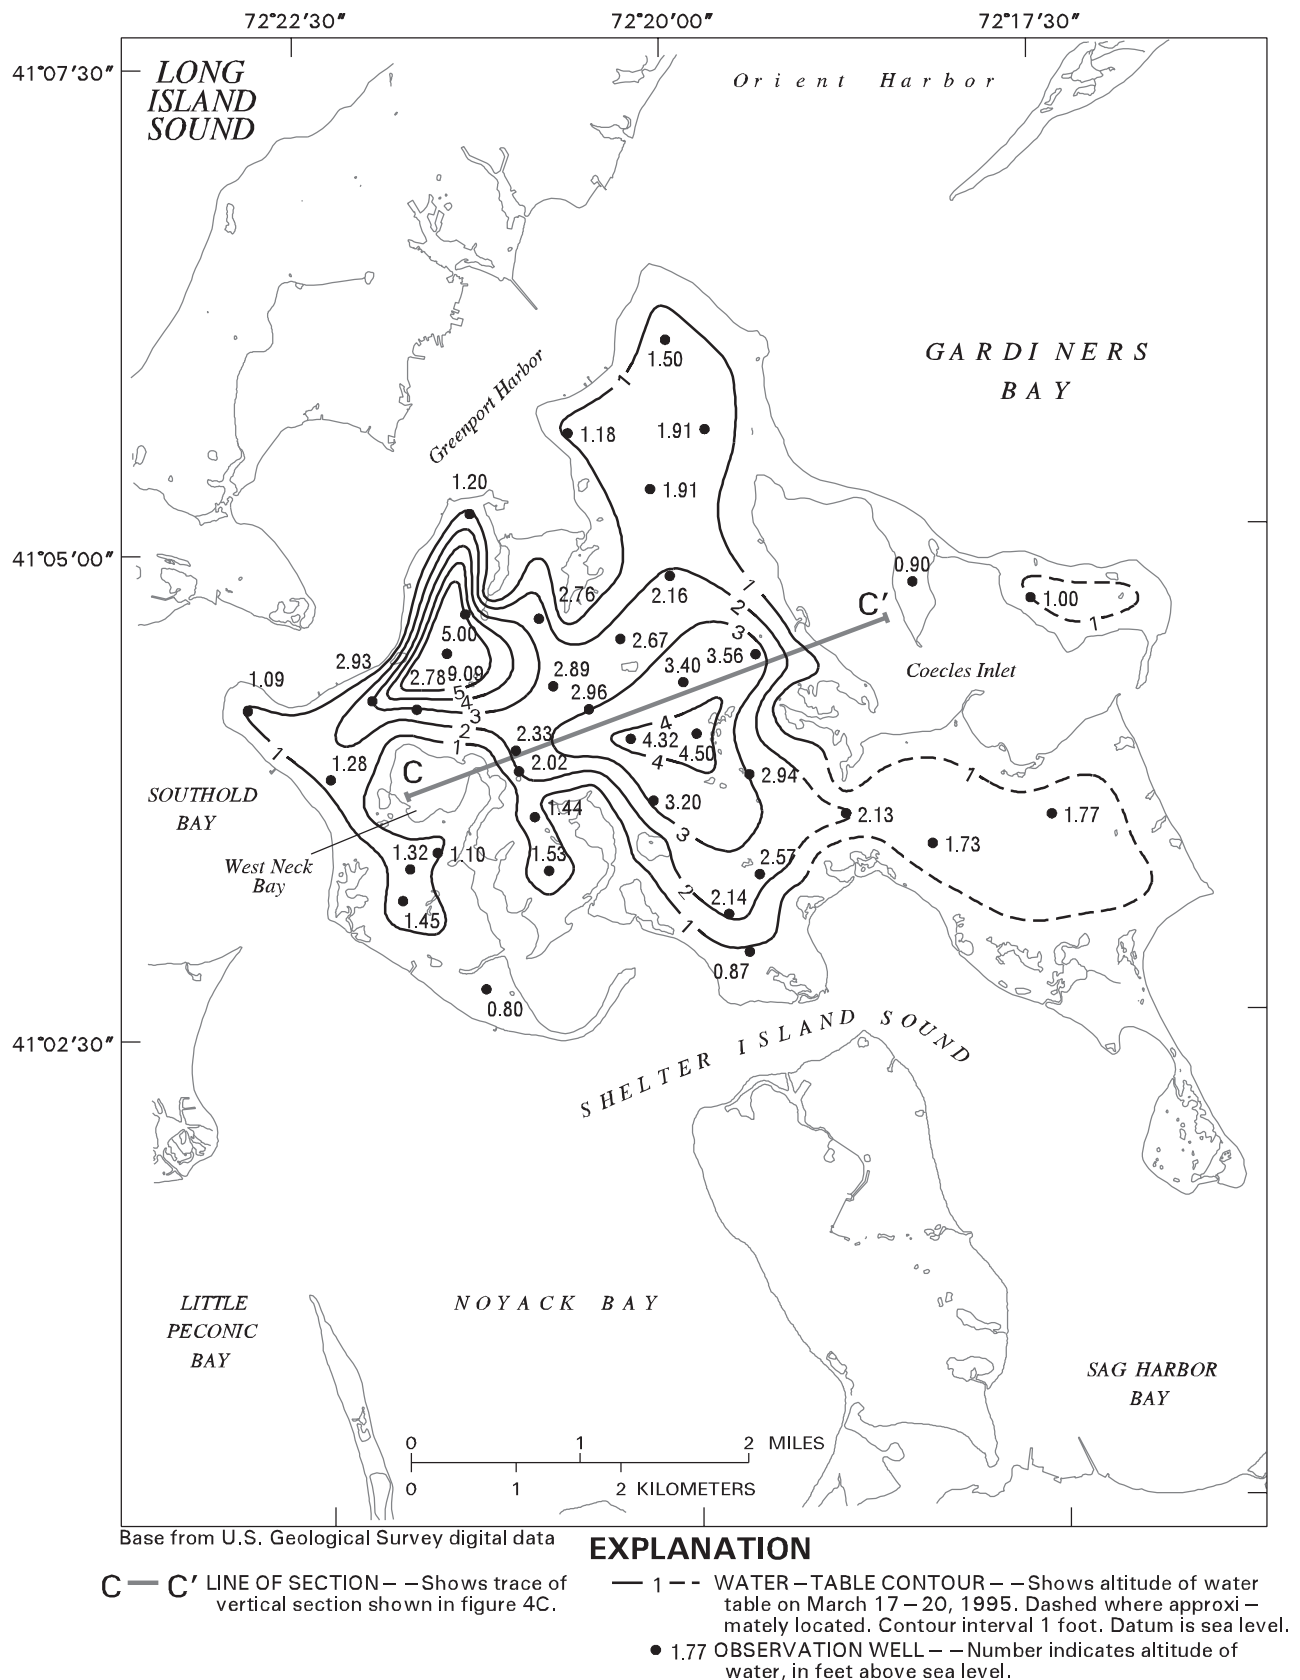 72°22'30" 72°20'00" 72°17'30"
41°07'30"
LONG
ISLAND
SOUND
Orient Harbor
GARDINERS
BAY
Greenport Harbor
1
1.50
1.18
1.91
1.91
1.20
41°05'00"
0.90
1.00
1
2.76
2.16
1
2
3
C'
5.00
2.67
3.56
3.40
Coecles Inlet
2.93
2.78
9.09
5
4
3
2
1
2.89
2.96
1.09
1
2.33
2.02
4
4.32
4.50
4
C
1.28
2.94
1
SOUTHOLD
BAY
1.44
3.20
3
2.13
1.77
1.73
West Neck
Bay
1.32
1.10
1.53
2.57
1.45
2
2.14
1
0.87
0.80
41°02'30"
SHELTER ISLAND SOUND
LITTLE
PECONIC
BAY
NOYACK BAY
SAG HARBOR
BAY
0 1 2 MILES
0 1 2 KILOMETERS
Base from U.S. Geological Survey digital data
EXPLANATION
C — C' LINE OF SECTION – – Shows trace of
vertical section shown in figure 4C.
— 1 – – WATER – TABLE CONTOUR – – Shows altitude of water
table on March 17 – 20, 1995. Dashed where approxi –
mately located. Contour interval 1 foot. Datum is sea level.
● 1.77 OBSERVATION WELL – – Number indicates altitude of
water, in feet above sea level.